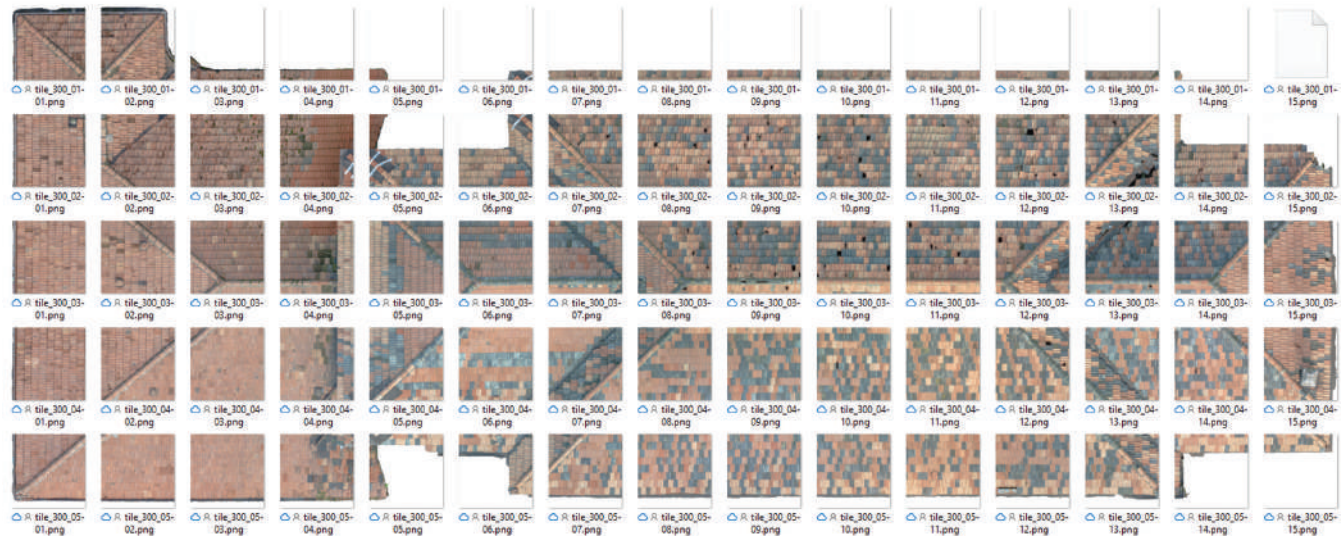 tile_300_01- tile_300_01- tile_300_01- tile_300_01- tile_300_01- tile_300_01- tile_300_01- tile_300_01- tile_300_01- tile_300_01- tile_300_01- tile_300_01- tile_300_01- tile_300_01- tile_300_01-
01.png 02.png 03.png 04.png 05.png 06.png 07.png 08.png 09.png 10.png 11.png 12.png 13.png 14.png 15.png
tile_300_02- tile_300_02- tile_300_02- tile_300_02- tile_300_02- tile_300_02- tile_300_02- tile_300_02- tile_300_02- tile_300_02- tile_300_02- tile_300_02- tile_300_02- tile_300_02- tile_300_02-
01.png 02.png 03.png 04.png 05.png 06.png 07.png 08.png 09.png 10.png 11.png 12.png 13.png 14.png 15.png
tile_300_03- tile_300_03- tile_300_03- tile_300_03- tile_300_03- tile_300_03- tile_300_03- tile_300_03- tile_300_03- tile_300_03- tile_300_03- tile_300_03- tile_300_03- tile_300_03- tile_300_03-
01.png 02.png 03.png 04.png 05.png 06.png 07.png 08.png 09.png 10.png 11.png 12.png 13.png 14.png 15.png
tile_300_04- tile_300_04- tile_300_04- tile_300_04- tile_300_04- tile_300_04- tile_300_04- tile_300_04- tile_300_04- tile_300_04- tile_300_04- tile_300_04- tile_300_04- tile_300_04- tile_300_04-
01.png 02.png 03.png 04.png 05.png 06.png 07.png 08.png 09.png 10.png 11.png 12.png 13.png 14.png 15.png
tile_300_05- tile_300_05- tile_300_05- tile_300_05- tile_300_05- tile_300_05- tile_300_05- tile_300_05- tile_300_05- tile_300_05- tile_300_05- tile_300_05- tile_300_05- tile_300_05- tile_300_05-
01.png 02.png 03.png 04.png 05.png 06.png 07.png 08.png 09.png 10.png 11.png 12.png 13.png 14.png 15.png